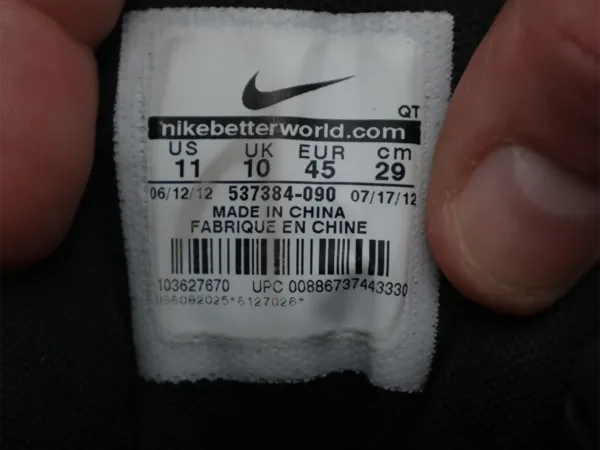 QT
nikebetterworld.com
US UK EUR cm
11 10 45 29
06/12/12 537384-090 07/17/12
MADE IN CHINA
FABRIQUE EN CHINE
103627670 UPC 00886737443330